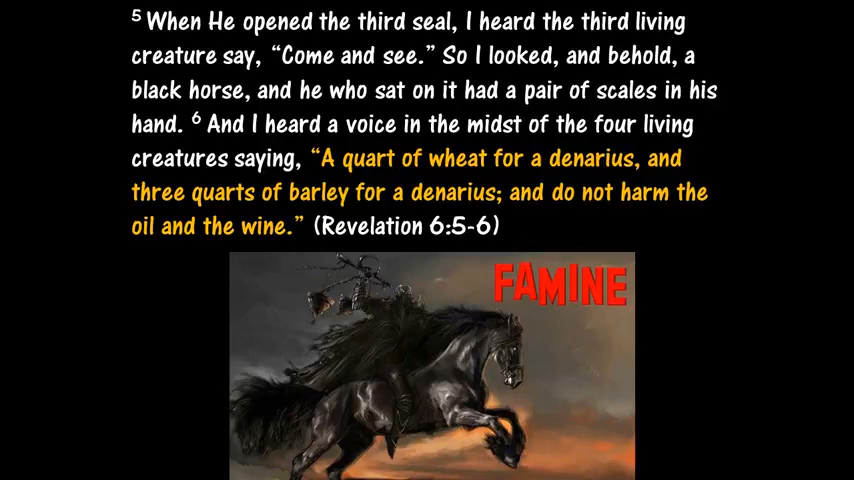 5 When He opened the third seal, I heard the third living
creature say, “Come and see.” So I looked, and behold, a
black horse, and he who sat on it had a pair of scales in his
hand. 6 And I heard a voice in the midst of the four living
creatures saying, “A quart of wheat for a denarius, and
three quarts of barley for a denarius; and do not harm the
oil and the wine.” (Revelation 6:5-6)
FAMINE